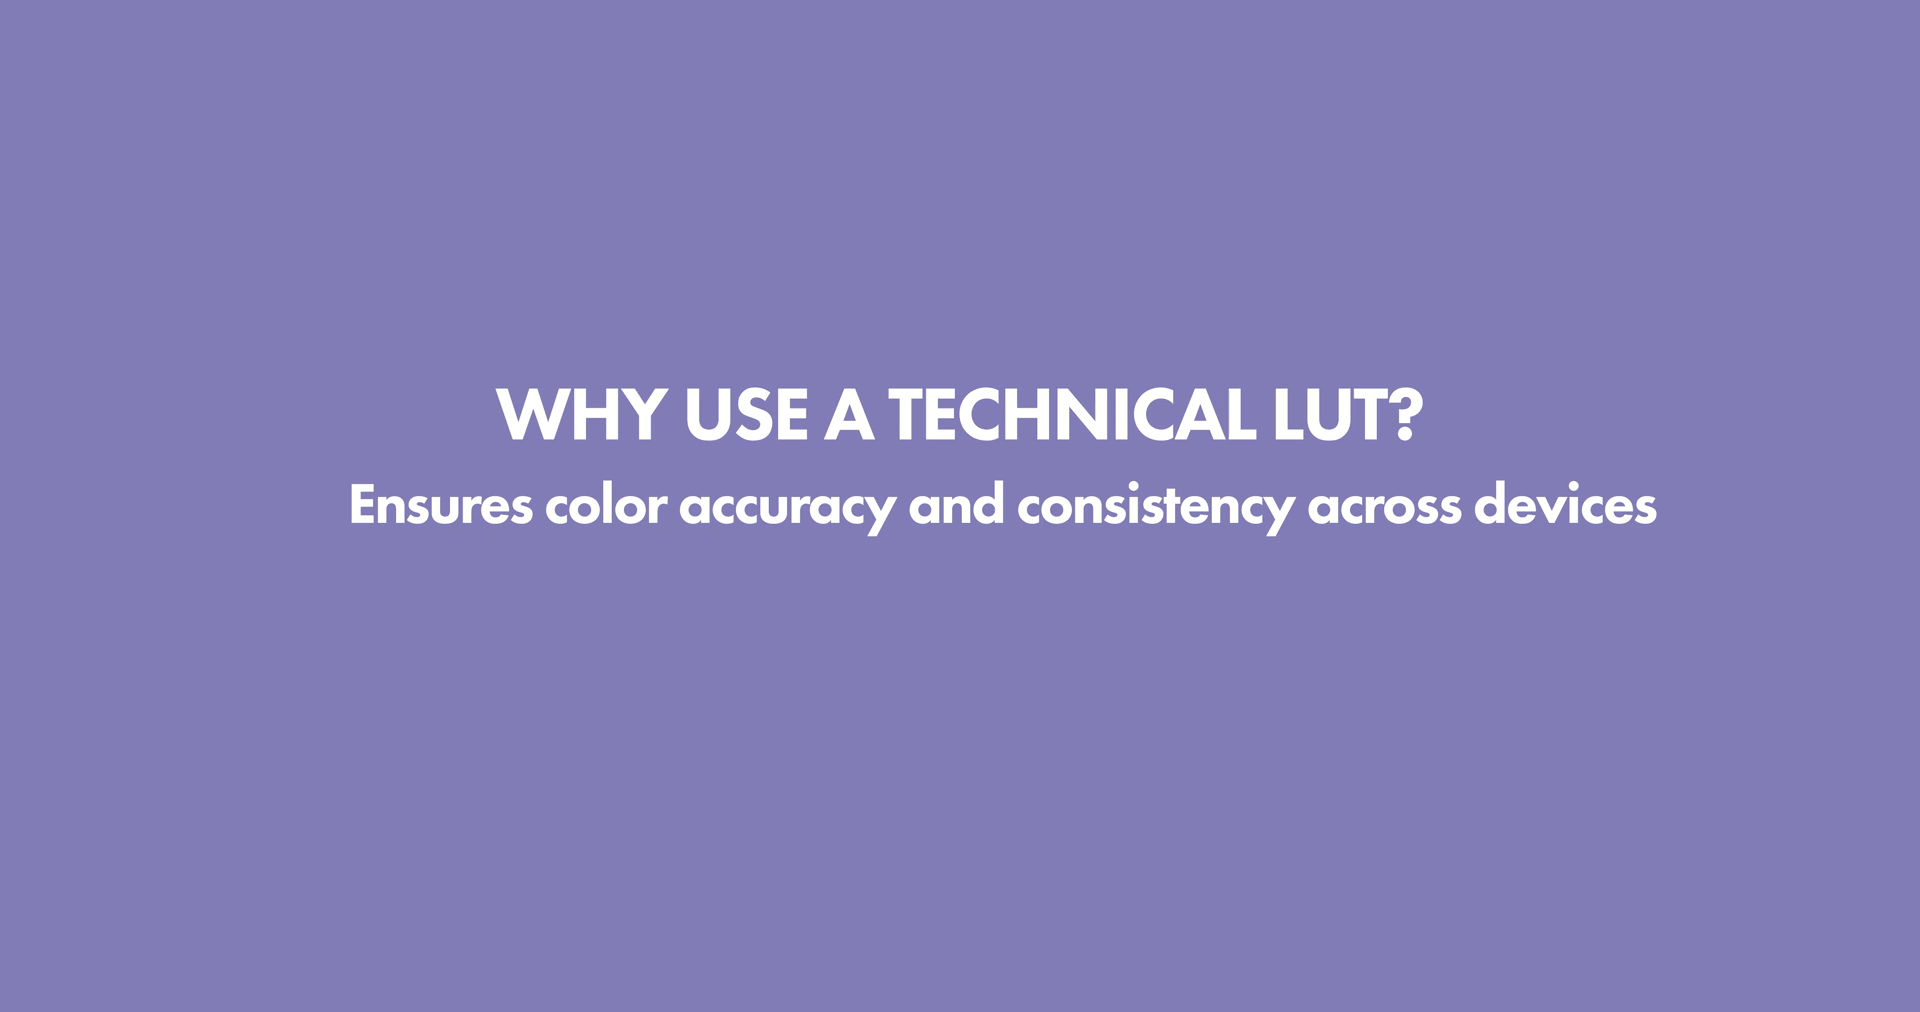 WHY USE A TECHNICAL LUT?
Ensures color accuracy and consistency across devices